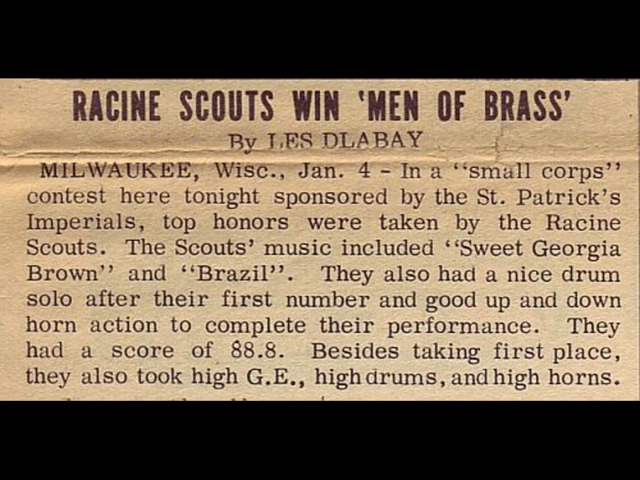 RACINE SCOUTS WIN 'MEN OF BRASS'
By LES DLABAY
MILWAUKEE, Wisc., Jan. 4 - In a "small corps"
contest here tonight sponsored by the St. Patrick's
Imperials, top honors were taken by the Racine
Scouts. The Scouts' music included "Sweet Georgia
Brown" and "Brazil". They also had a nice drum
solo after their first number and good up and down
horn action to complete their performance. They
had a score of 88.8. Besides taking first place,
they also took high G.E., high drums, and high horns.